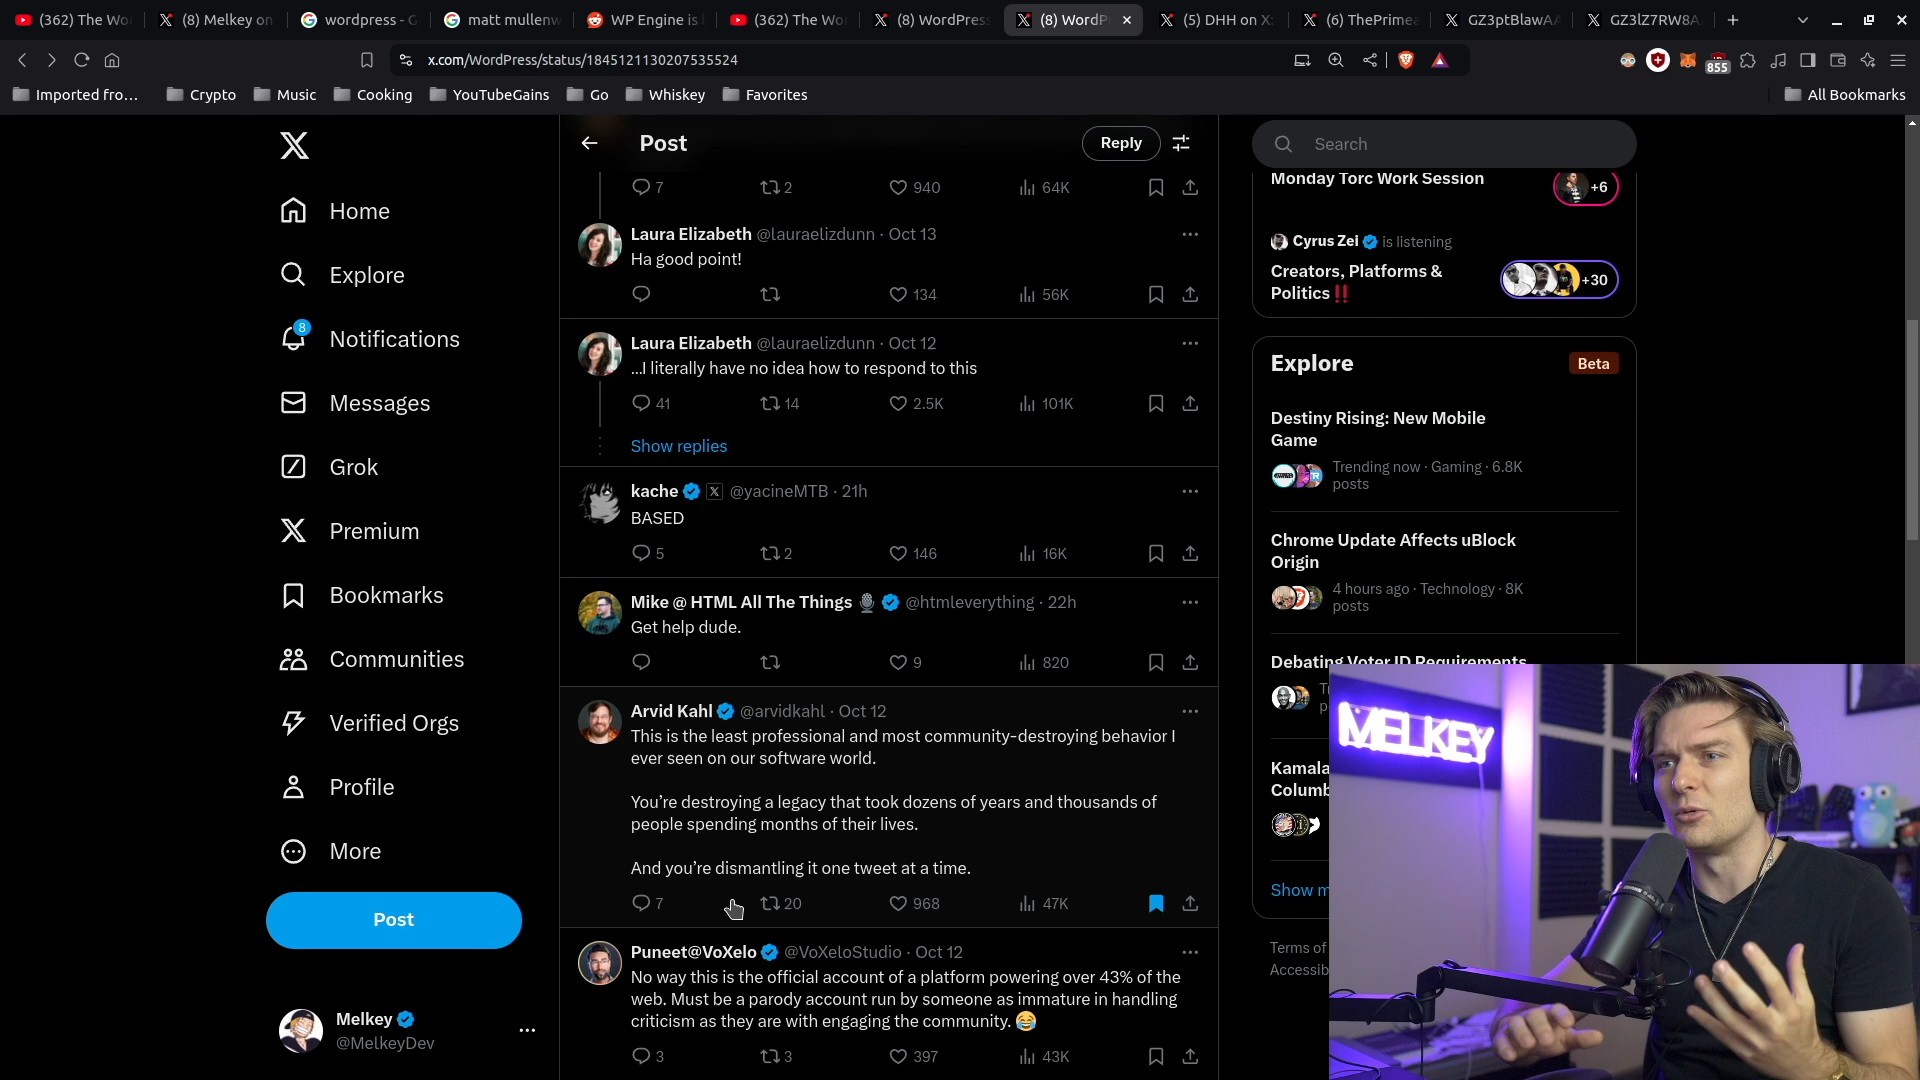 (362) The Wo
(8) Melkey on
wordpress - G
matt mullenw
WP Engine is
(362) The Wo
(8) WordPres
(8) WordP
(5) DHH on X:
(6) ThePrimea
GZ3ptBlawAA
GZ3lZ7RW8A
x.com/WordPress/status/1845121130207535524
855
Imported fro...
Crypto
Music
Cooking
YouTubeGains
Go
Whiskey
Favorites
All Bookmarks
Home
Explore
8
Notifications
Messages
Grok
Premium
Bookmarks
Communities
Verified Orgs
Profile
More
Post
Melkey
@MelkeyDev
Post
Reply
7 2 940 64K
Laura Elizabeth @lauraelizdunn · Oct 13
Ha good point!
134 56K
Laura Elizabeth @lauraelizdunn · Oct 12
...I literally have no idea how to respond to this
41 14 2.5K 101K
Show replies
kache @yacineMTB · 21h
BASED
5 2 146 16K
Mike @ HTML All The Things 🎙️ @htmleverything · 22h
Get help dude.
9 820
Arvid Kahl @arvidkahl · Oct 12
This is the least professional and most community-destroying behavior I
ever seen on our software world.
You're destroying a legacy that took dozens of years and thousands of
people spending months of their lives.
And you're dismantling it one tweet at a time.
7 20 968 47K
Puneet@VoXelo @VoXeloStudio · Oct 12
No way this is the official account of a platform powering over 43% of the
web. Must be a parody account run by someone as immature in handling
criticism as they are with engaging the community. 😂
3 3 397 43K
Search
Monday Torc Work Session
+6
Cyrus Zei is listening
Creators, Platforms &
Politics‼️
+30
Explore
Beta
Destiny Rising: New Mobile
Game
Trending now · Gaming · 6.8K
posts
Chrome Update Affects uBlock
Origin
4 hours ago · Technology · 8K
posts
Debating Voter ID Requirements
Kamala
Columb
Show m
Terms of
Accessib
MELKEY